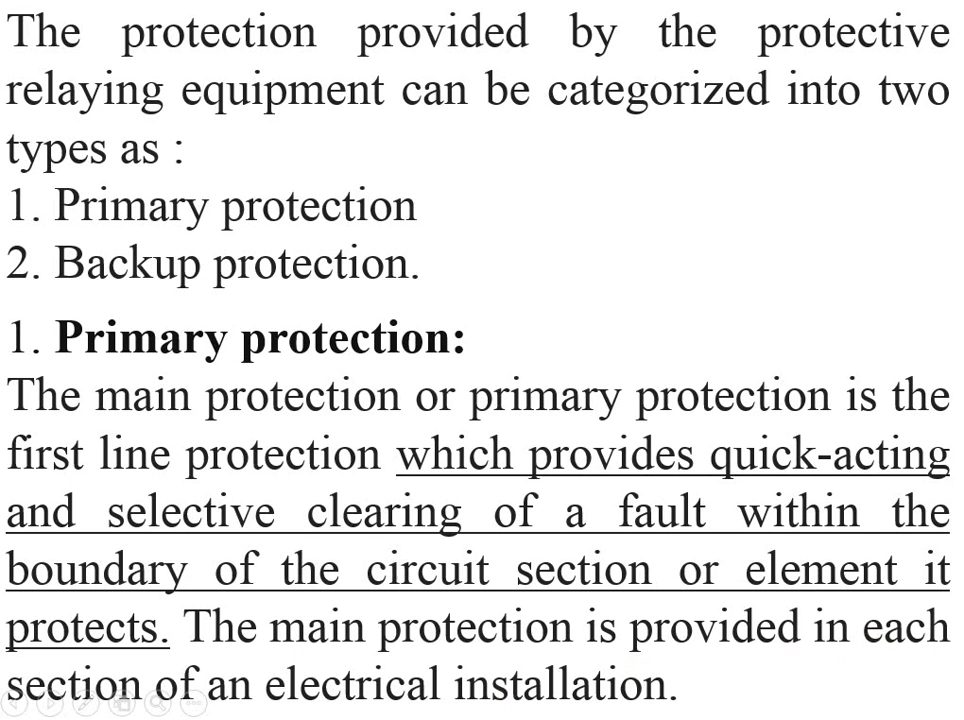 The protection provided by the protective
relaying equipment can be categorized into two
types as :
1. Primary protection
2. Backup protection.
1. Primary protection:
The main protection or primary protection is the
first line protection which provides quick-acting
and selective clearing of a fault within the
boundary of the circuit section or element it
protects. The main protection is provided in each
section of an electrical installation.